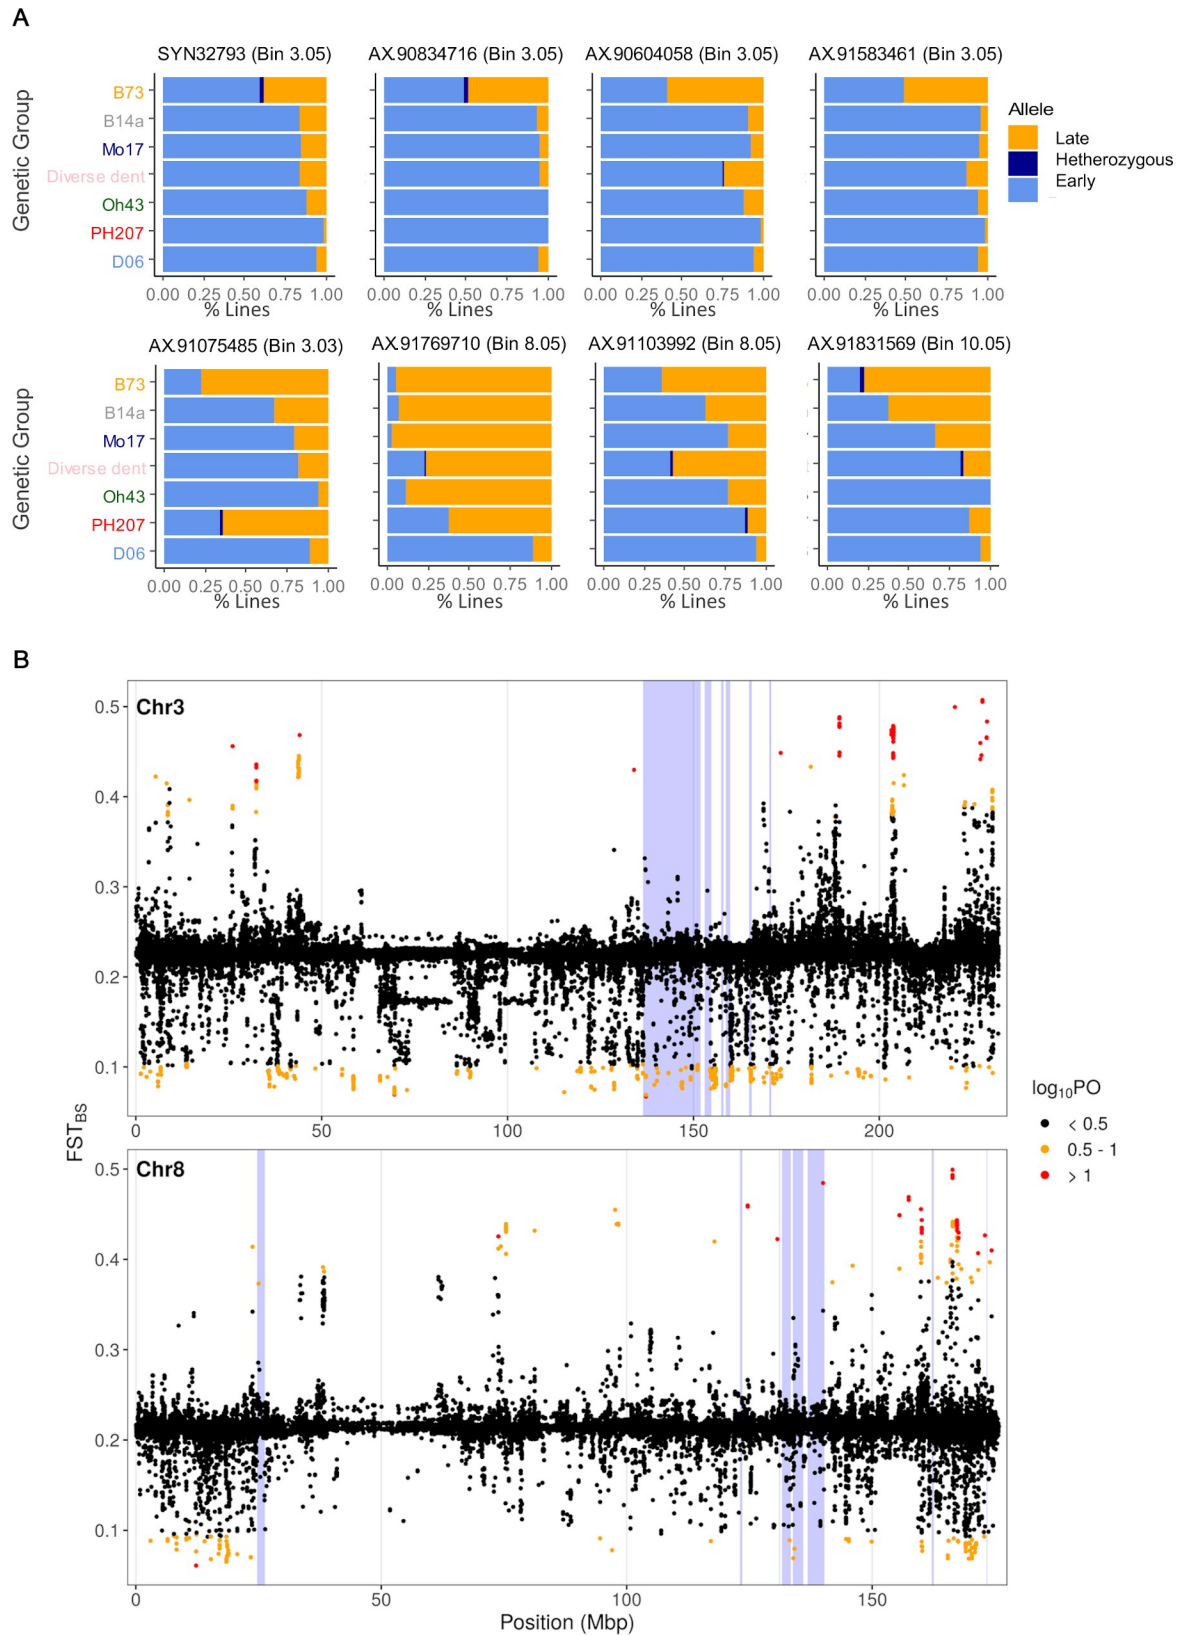 A
SYN32793 (Bin 3.05) AX.90834716 (Bin 3.05) AX.90604058 (Bin 3.05) AX.91583461 (Bin 3.05)
Genetic Group
B73
B14a
Mo17
Diverse dent
Oh43
PH207
D06
Allele
Late
Hetherozygous
Early
0.00 0.25 0.50 0.75 1.00 0.00 0.25 0.50 0.75 1.00 0.00 0.25 0.50 0.75 1.00 0.00 0.25 0.50 0.75 1.00
% Lines % Lines % Lines % Lines
AX.91075485 (Bin 3.03) AX.91769710 (Bin 8.05) AX.91103992 (Bin 8.05) AX.91831569 (Bin 10.05)
Genetic Group
B73
B14a
Mo17
Diverse dent
Oh43
PH207
D06
0.00 0.25 0.50 0.75 1.00 0.00 0.25 0.50 0.75 1.00 0.00 0.25 0.50 0.75 1.00 0.00 0.25 0.50 0.75 1.00
% Lines % Lines % Lines % Lines
B
Chr3
0.5
0.4
0.3
0.2
0.1
0 50 100 150 200
FST_BS
log₁₀PO
< 0.5
0.5 - 1
> 1
Chr8
0.5
0.4
0.3
0.2
0.1
0 50 100 150
Position (Mbp)